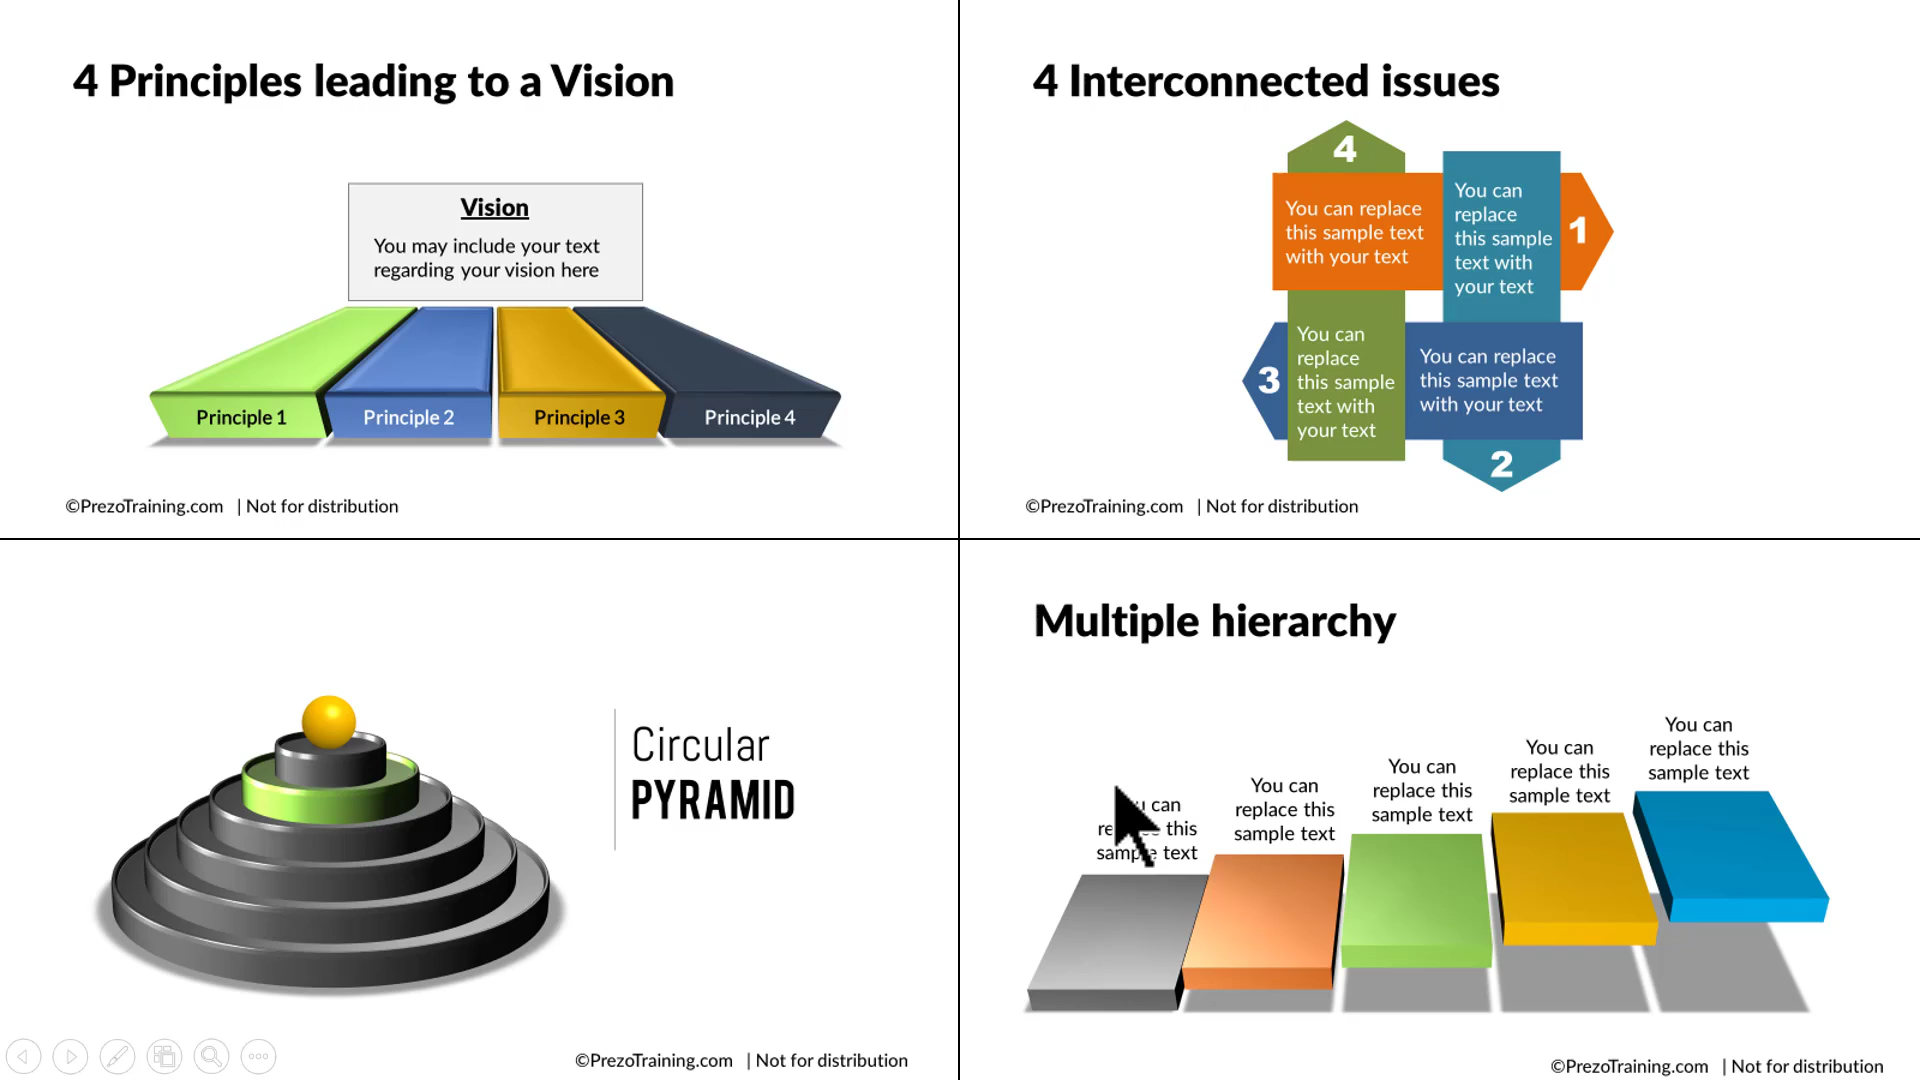 4 Principles leading to a Vision
Vision
You may include your text
regarding your vision here
Principle 1
Principle 2
Principle 3
Principle 4
©PrezoTraining.com | Not for distribution
4 Interconnected issues
4
You can replace
this sample text
with your text
You can
replace
this sample
text with
your text
1
3
You can
replace
this sample
text with
your text
You can replace
this sample text
with your text
2
©PrezoTraining.com | Not for distribution
Circular
PYRAMID
©PrezoTraining.com | Not for distribution
Multiple hierarchy
can
this
text
You can
replace this
sample text
You can
replace this
sample text
You can
replace this
sample text
You can
replace this
sample text
©PrezoTraining.com | Not for distribution